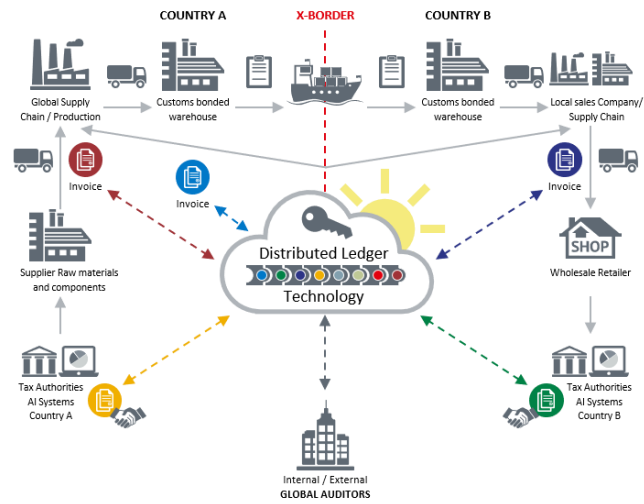 COUNTRY A
X-BORDER
COUNTRY B
Global Supply
Chain / Production
Customs bonded
warehouse
Customs bonded
warehouse
Local sales Company/
Supply Chain
Invoice
Invoice
Invoice
Distributed Ledger
Technology
Supplier Raw materials
and components
SHOP
Wholesale Retailer
Tax Authorities
AI Systems
Country A
Tax Authorities
AI Systems
Country B
Internal / External
GLOBAL AUDITORS